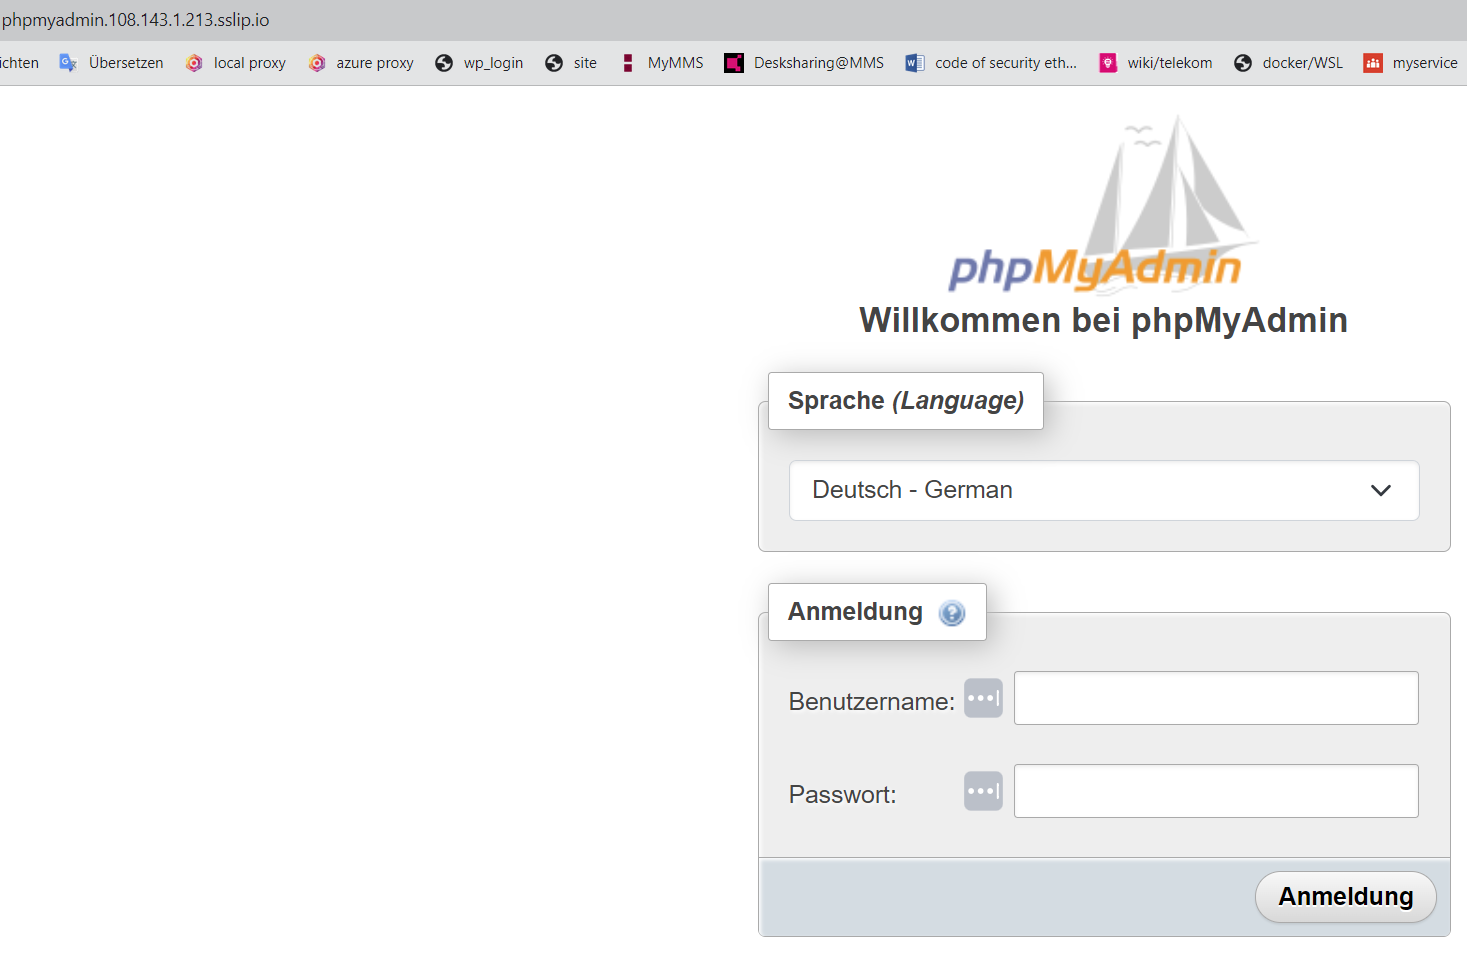 phpmyadmin.108.143.1.213.sslip.io
ichten Übersetzen local proxy azure proxy wp_login site MyMMS Desksharing@MMS code of security eth... wiki/telekom docker/WSL myservice
phpMyAdmin
Willkommen bei phpMyAdmin
Sprache (Language)
Deutsch - German
Anmeldung
Benutzername:
Passwort:
Anmeldung